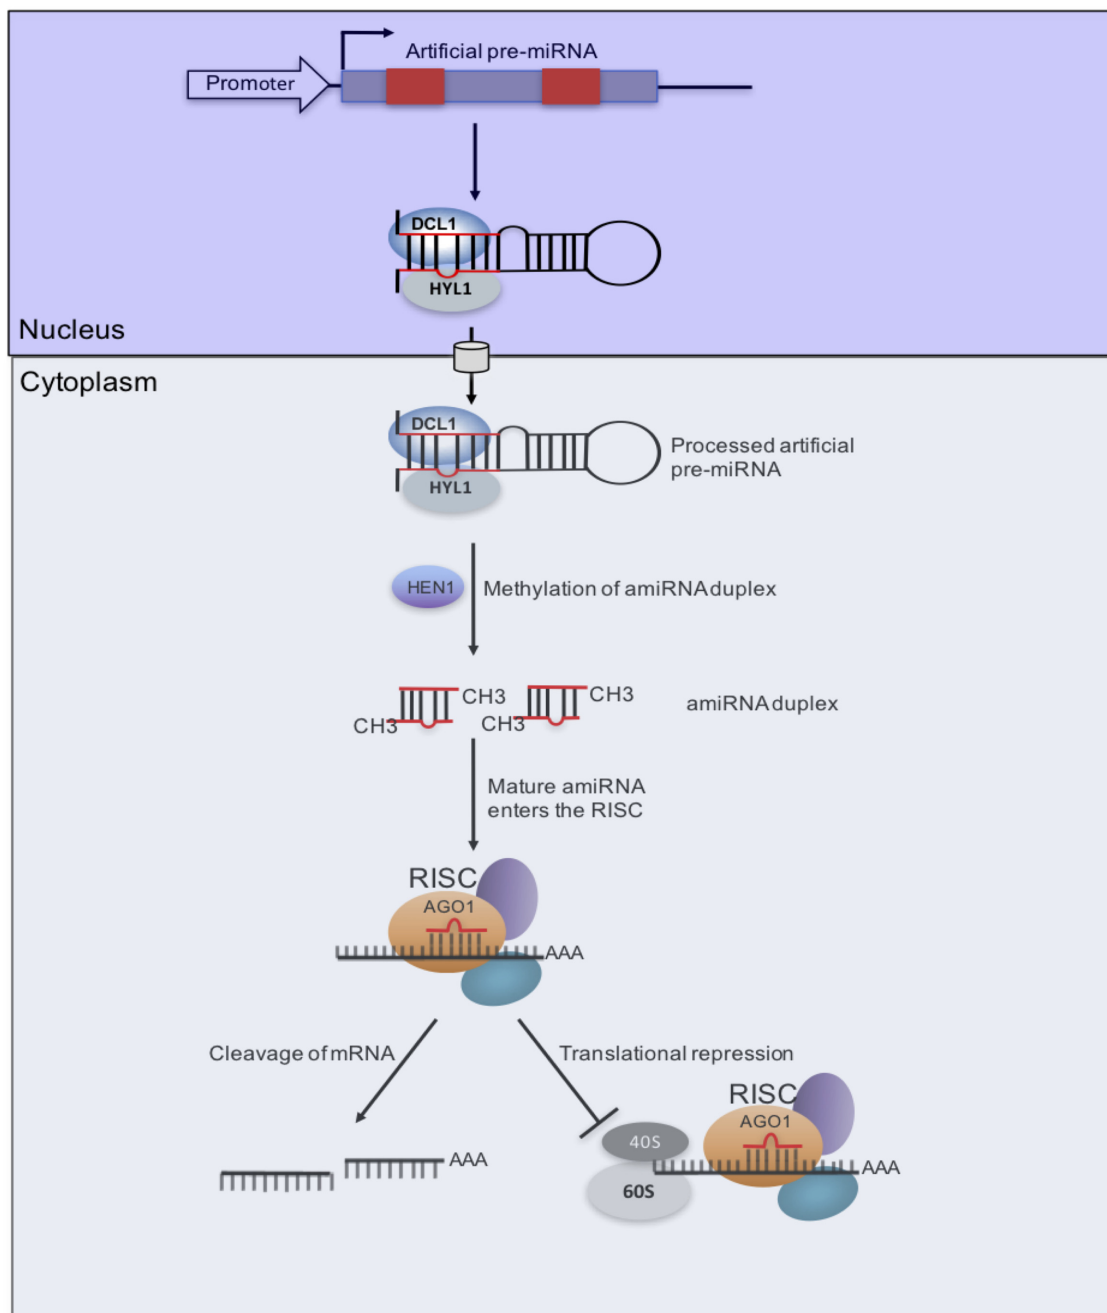 Artificial pre-miRNA
Promoter
DCL1
HYL1
Nucleus
Cytoplasm
DCL1
HYL1
Processed artificial
pre-miRNA
HEN1
Methylation of amiRNA duplex
CH3
CH3
CH3
CH3
amiRNA duplex
Mature amiRNA
enters the RISC
RISC
AGO1
AAA
Cleavage of mRNA
Translational repression
RISC
AGO1
40S
60S
AAA
AAA